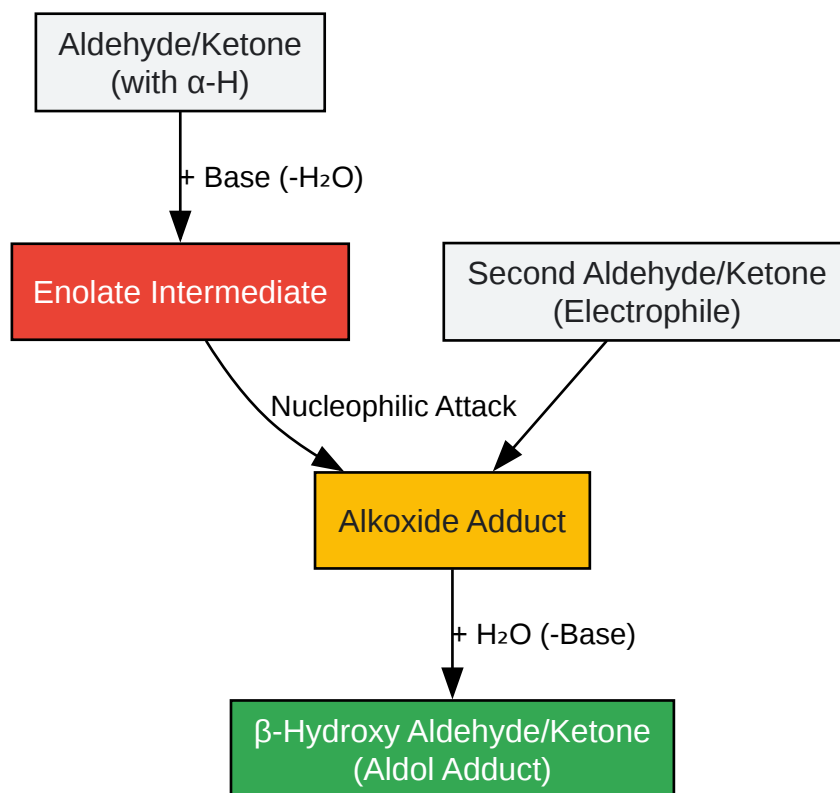 Aldehyde/Ketone
(with α-H)
+ Base (-H₂O)
Enolate Intermediate
Second Aldehyde/Ketone
(Electrophile)
Nucleophilic Attack
Alkoxide Adduct
+ H₂O (-Base)
β-Hydroxy Aldehyde/Ketone
(Aldol Adduct)